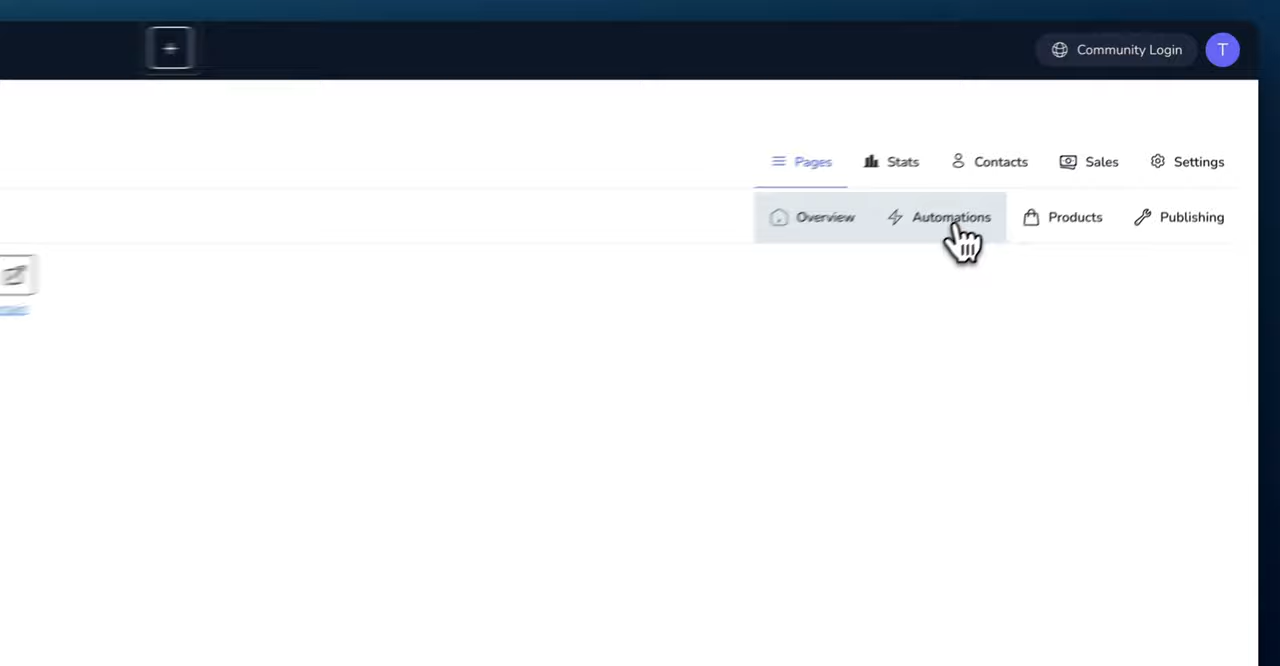 Community Login T
Pages Stats Contacts Sales Settings
Overview Automations Products Publishing